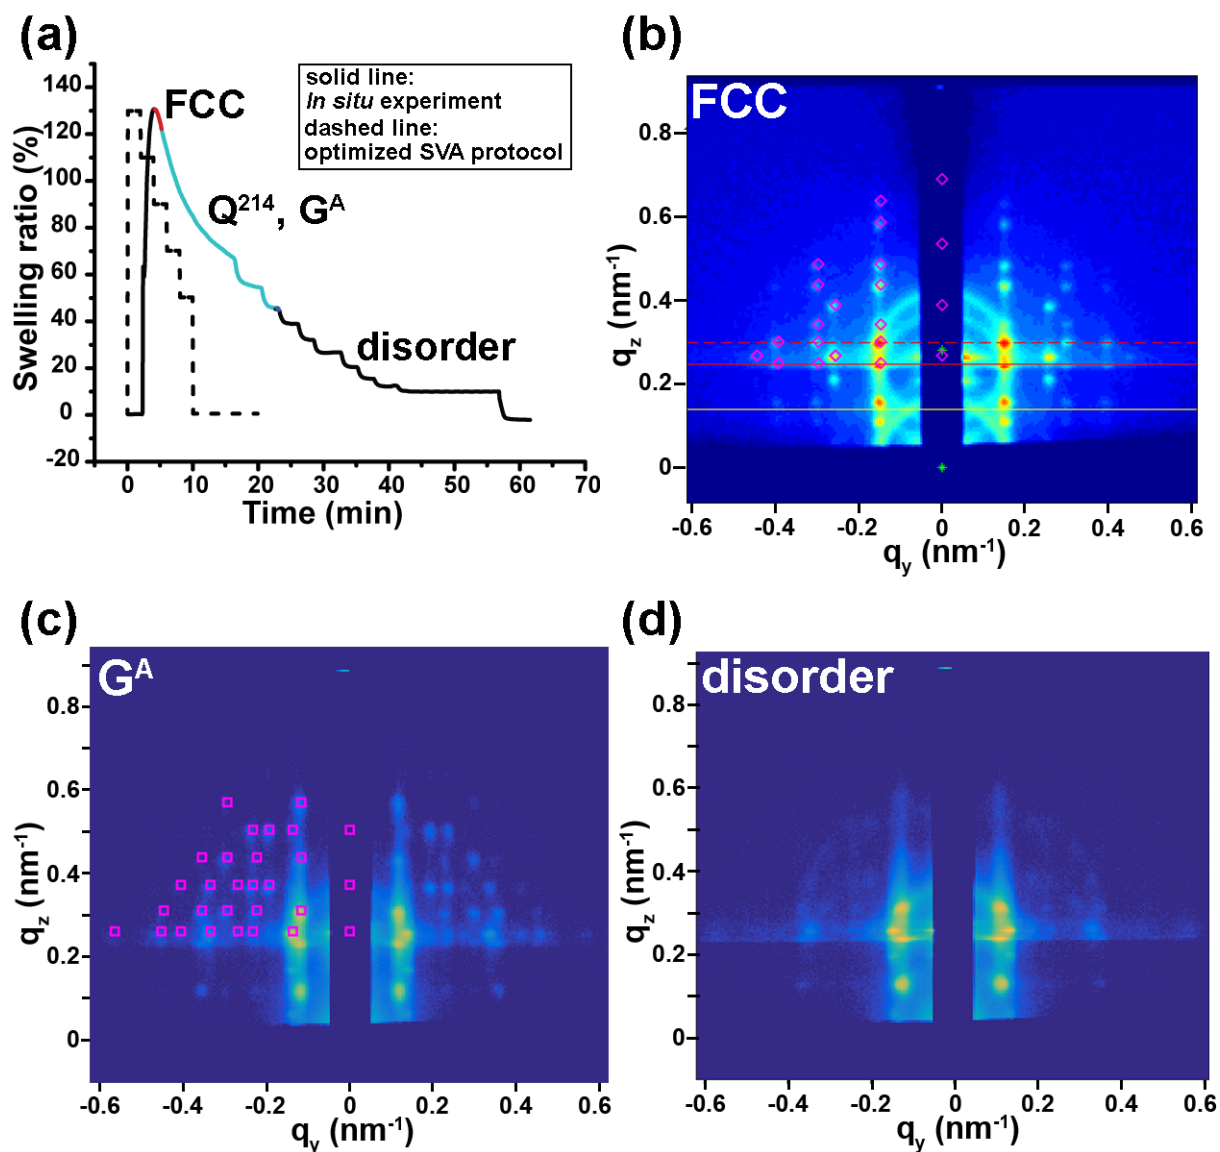 (a)
140
120
100
80
60
40
20
0
-20
Swelling ratio (%)
0 10 20 30 40 50 60 70
Time (min)
FCC
solid line:
In situ experiment
dashed line:
optimized SVA protocol
Q²¹⁴, Gᴬ
disorder
(b)
FCC
0.8
0.6
0.4
0.2
0
q_z (nm⁻¹)
-0.6 -0.4 -0.2 0 0.2 0.4 0.6
q_y (nm⁻¹)
(c)
Gᴬ
0.8
0.6
0.4
0.2
0
q_z (nm⁻¹)
-0.6 -0.4 -0.2 0 0.2 0.4 0.6
q_y (nm⁻¹)
(d)
disorder
0.8
0.6
0.4
0.2
0
q_z (nm⁻¹)
-0.6 -0.4 -0.2 0 0.2 0.4 0.6
q_y (nm⁻¹)